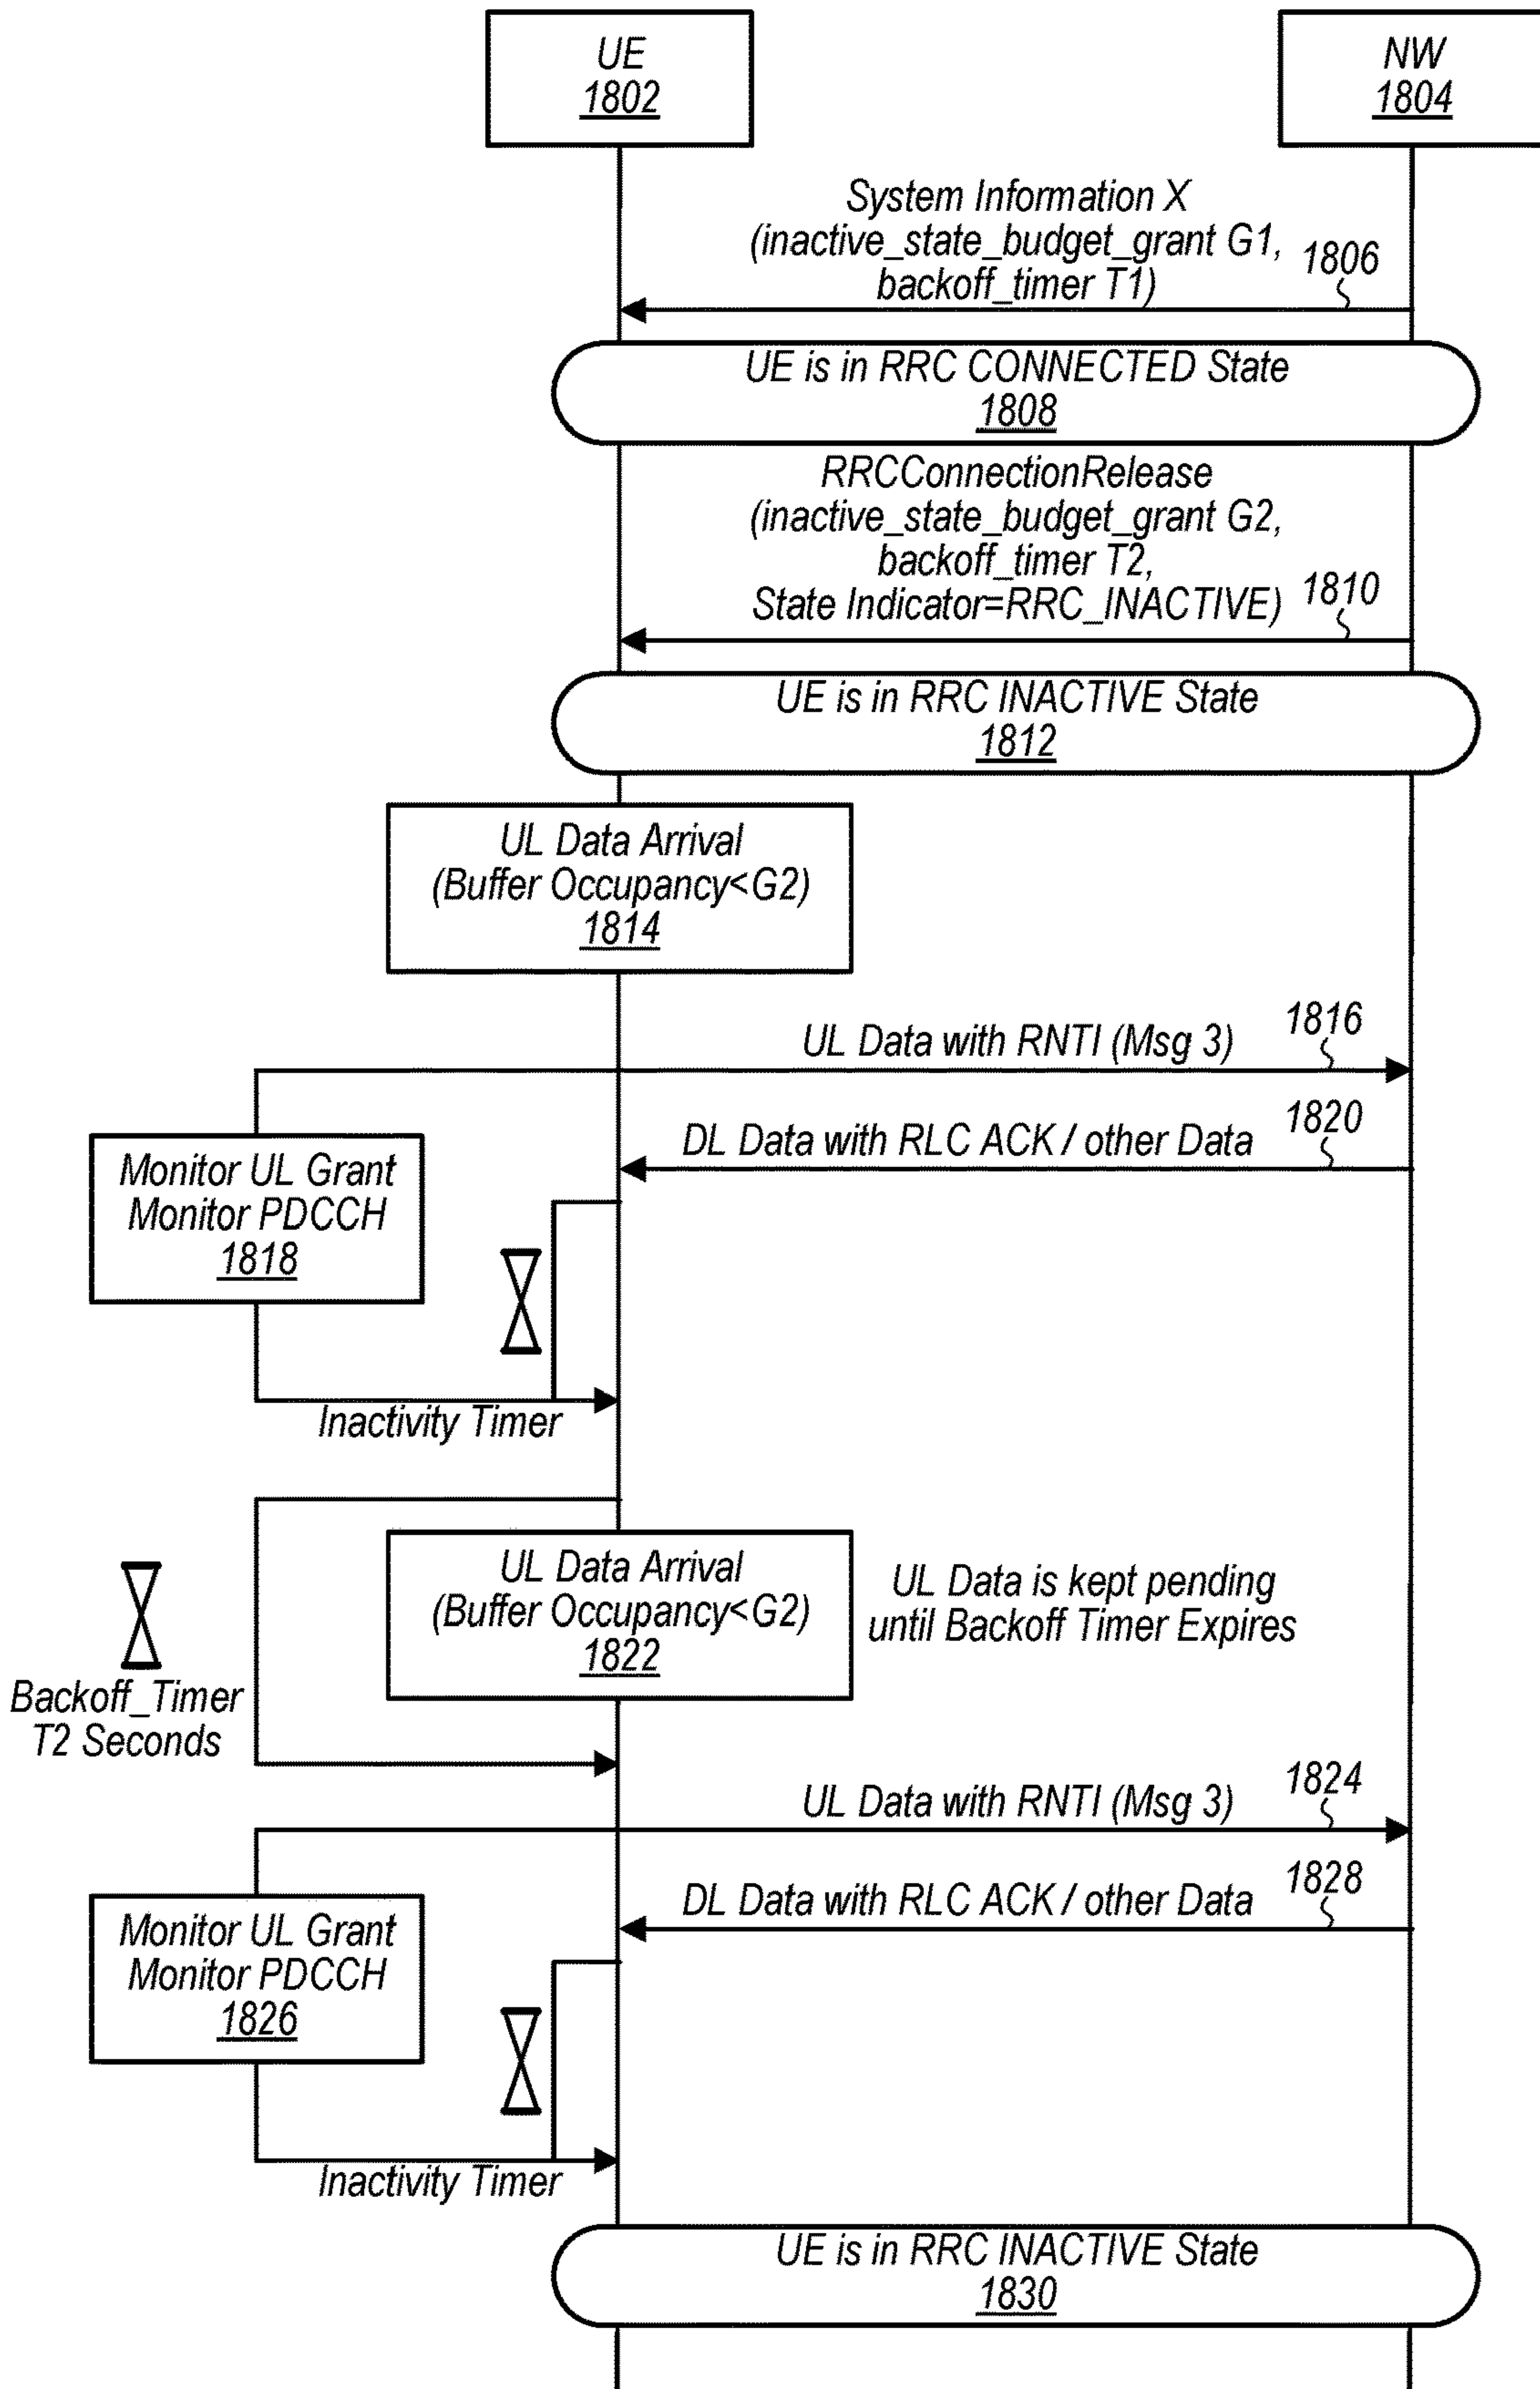 UE
1802
NW
1804
System Information X
(inactive_state_budget_grant G1,
backoff_timer T1)
1806
UE is in RRC CONNECTED State
1808
RRCConnectionRelease
(inactive_state_budget_grant G2,
backoff_timer T2,
State Indicator=RRC_INACTIVE)
1810
UE is in RRC INACTIVE State
1812
UL Data Arrival
(Buffer Occupancy<G2)
1814
UL Data with RNTI (Msg 3)
1816
DL Data with RLC ACK / other Data
1820
Monitor UL Grant
Monitor PDCCH
1818
Inactivity Timer
UL Data Arrival
(Buffer Occupancy<G2)
1822
UL Data is kept pending
until Backoff Timer Expires
Backoff_Timer
T2 Seconds
UL Data with RNTI (Msg 3)
1824
DL Data with RLC ACK / other Data
1828
Monitor UL Grant
Monitor PDCCH
1826
Inactivity Timer
UE is in RRC INACTIVE State
1830